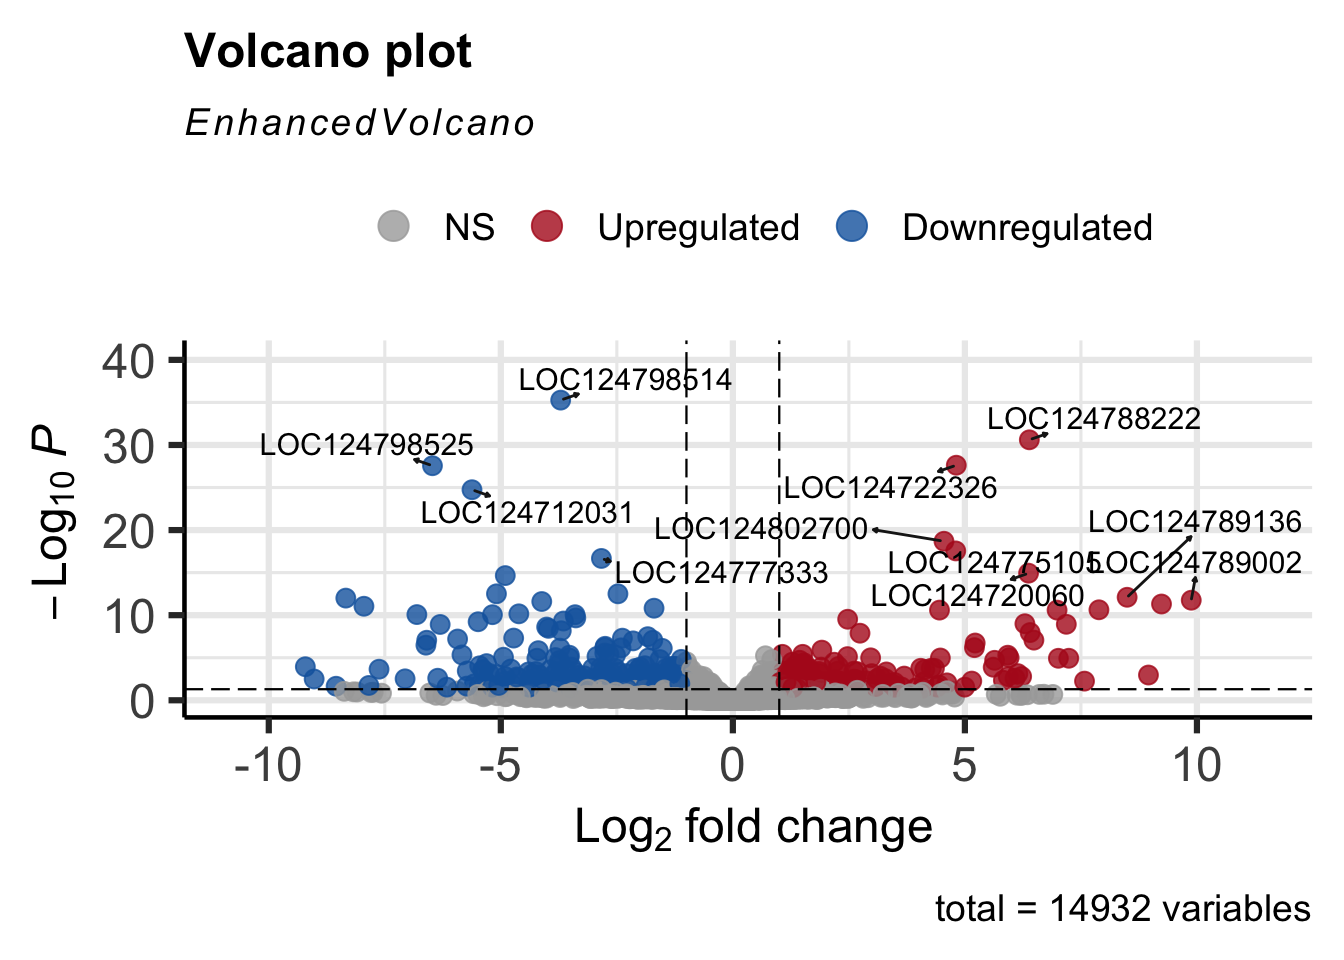 Volcano plot
EnhancedVolcano
NS Upregulated Downregulated
−Log10 P
40
30
20
10
0
LOC124798514
LOC124788222
LOC124798525
LOC124722326
LOC124712031
LOC124802700
LOC124789136
LOC124775105
LOC124789002
LOC124777333
LOC124720060
-10 -5 0 5 10
Log2 fold change
total = 14932 variables